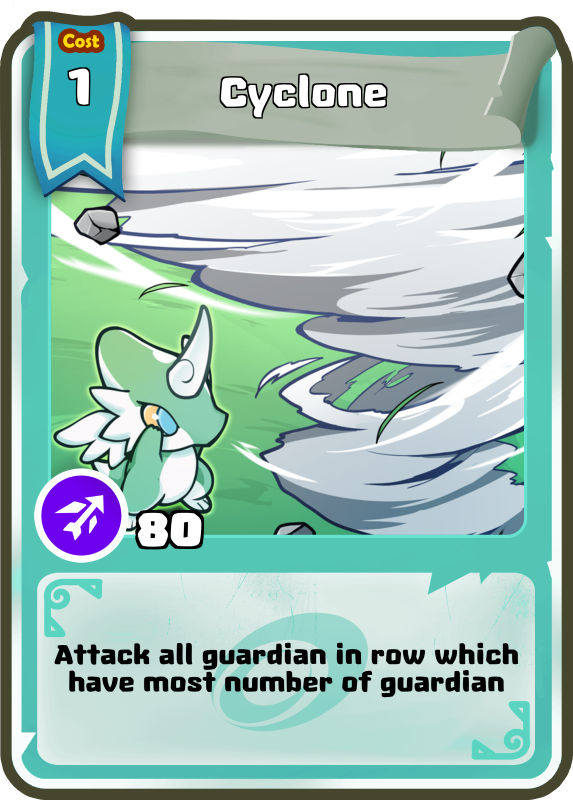 Cost
1
Cyclone
80
Attack all guardian in row which
have most number of guardian